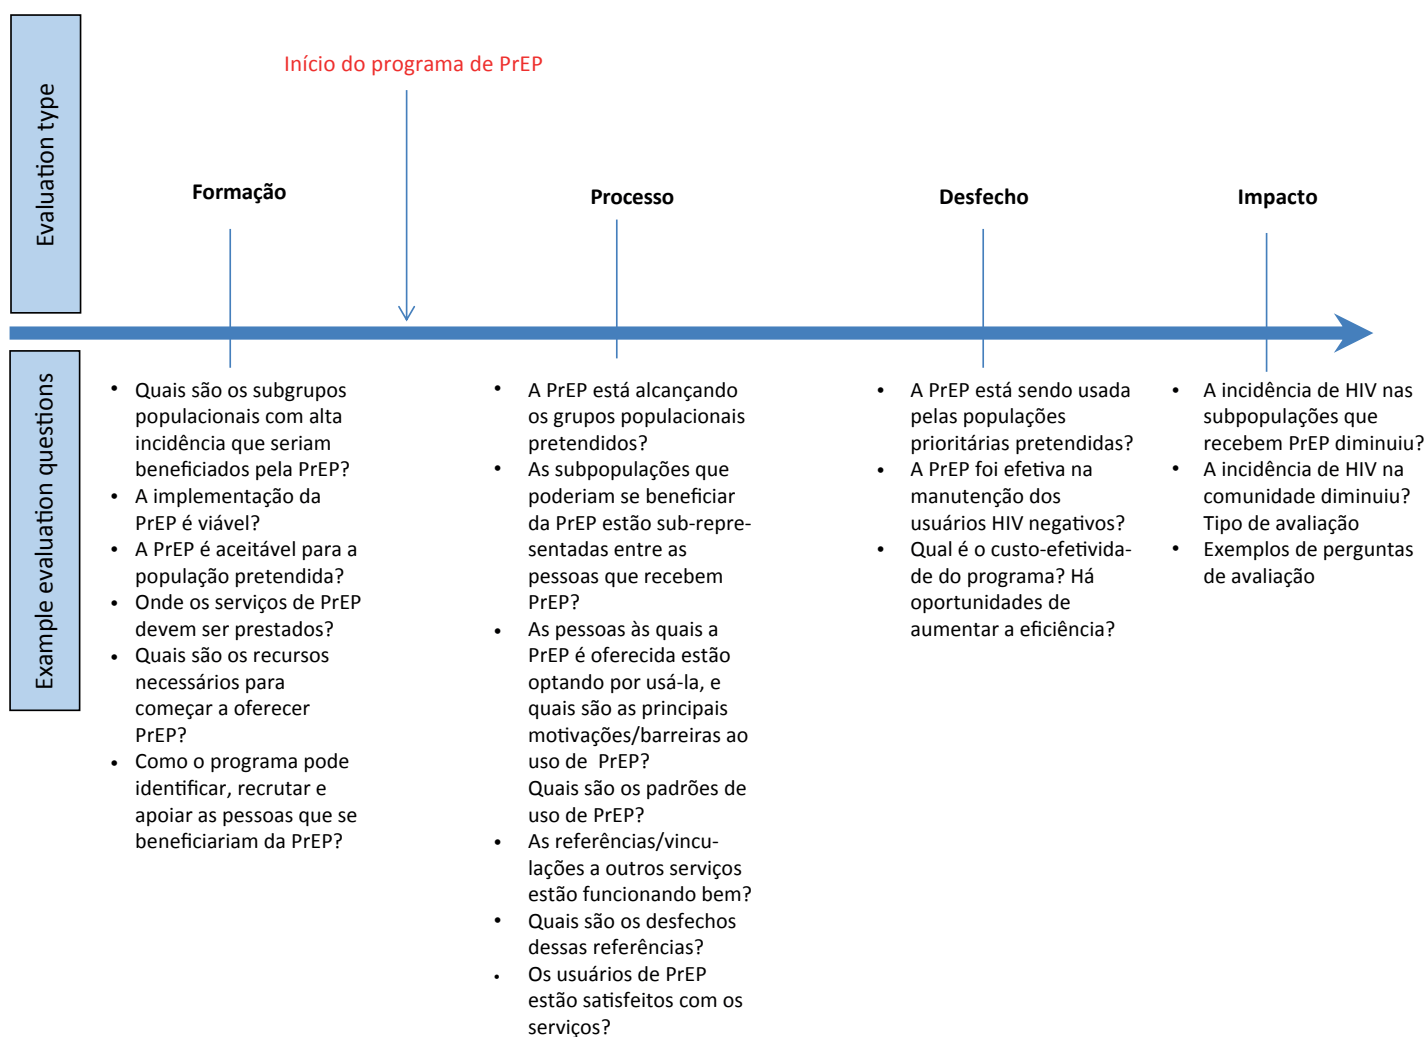 Evaluation type
Início do programa de PrEP
Formação
Processo
Desfecho
Impacto
Example evaluation questions
• Quais são os subgrupos
populacionais com alta
incidência que seriam
beneficiados pela PrEP?
• A implementação da
PrEP é viável?
• A PrEP é aceitável para a
população pretendida?
• Onde os serviços de PrEP
devem ser prestados?
• Quais são os recursos
necessários para
começar a oferecer
PrEP?
• Como o programa pode
identificar, recrutar e
apoiar as pessoas que se
beneficiariam da PrEP?
• A PrEP está alcançando
os grupos populacionais
pretendidos?
• As subpopulações que
poderiam se beneficiar
da PrEP estão sub-repre-
sentadas entre as
pessoas que recebem
PrEP?
• As pessoas às quais a
PrEP é oferecida estão
optando por usá-la, e
quais são as principais
motivações/barreiras ao
uso de PrEP?
Quais são os padrões de
uso de PrEP?
• As referências/vincu-
lações a outros serviços
estão funcionando bem?
• Quais são os desfechos
dessas referências?
• Os usuários de PrEP
estão satisfeitos com os
serviços?
• A PrEP está sendo usada
pelas populações
prioritárias pretendidas?
• A PrEP foi efetiva na
manutenção dos
usuários HIV negativos?
• Qual é o custo-efetivida-
de do programa? Há
oportunidades de
aumentar a eficiência?
• A incidência de HIV nas
subpopulações que
recebem PrEP diminuiu?
• A incidência de HIV na
comunidade diminuiu?
Tipo de avaliação
• Exemplos de perguntas
de avaliação